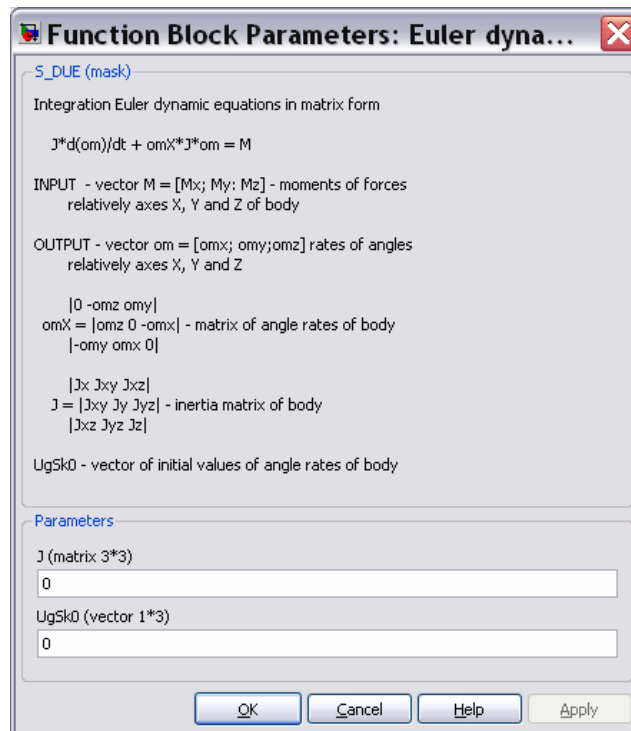 Function Block Parameters: Euler dyna...
S_DUE (mask)
Integration Euler dynamic equations in matrix form
J*d(om)/dt + omX*J*om = M
INPUT - vector M = [Mx; My: Mz] - moments of forces
relatively axes X, Y and Z of body
OUTPUT - vector om = [omx; omy;omz] rates of angles
relatively axes X, Y and Z
|0 -omz omy|
omX = |omz 0 -omx| - matrix of angle rates of body
|-omy omx 0|
|Jx Jxy Jxz|
J = |Jxy Jy Jyz| - inertia matrix of body
|Jxz Jyz Jz|
UgSk0 - vector of initial values of angle rates of body
Parameters
J (matrix 3*3)
0
UgSk0 (vector 1*3)
0
OK Cancel Help Apply